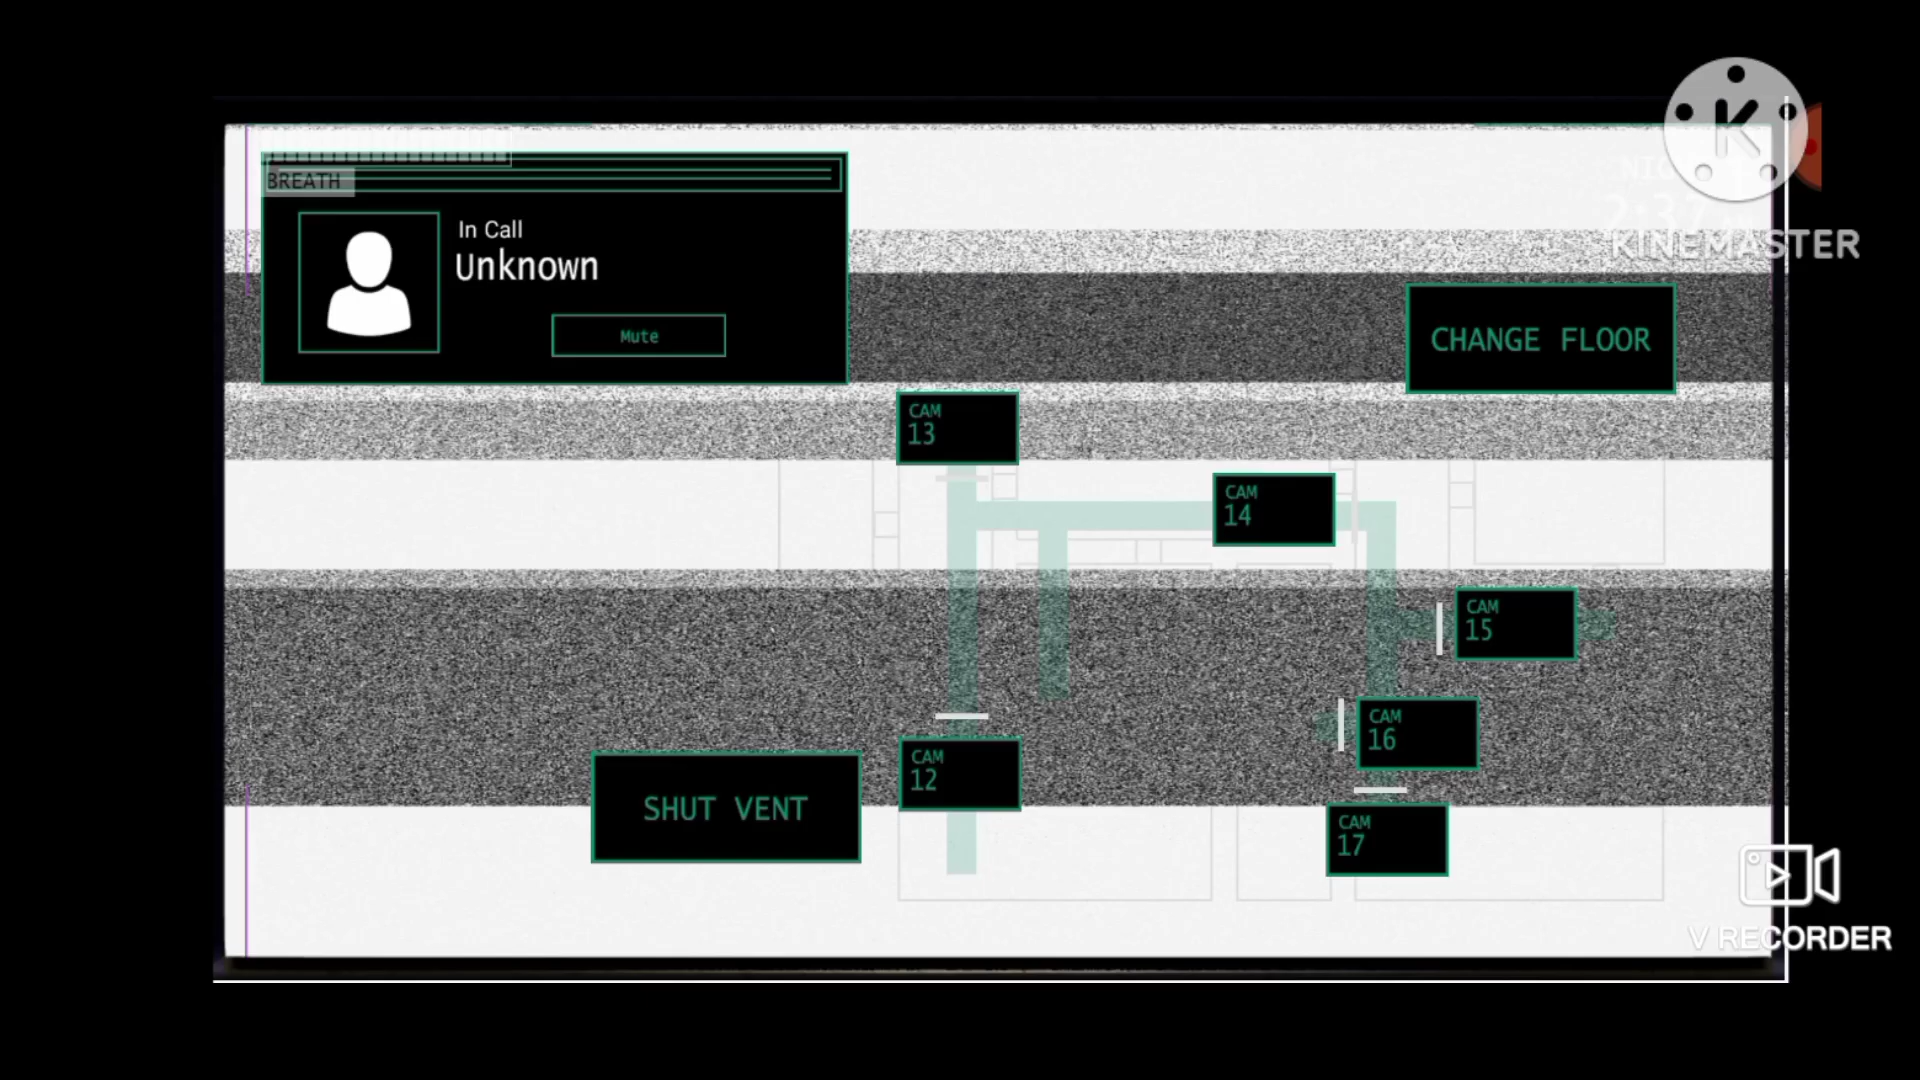 BREATH
In Call
Unknown
Mute
K
KINEMASTER
CHANGE FLOOR
CAM
13
CAM
14
CAM
15
CAM
16
CAM
12
SHUT VENT
CAM
17
V RECORDER